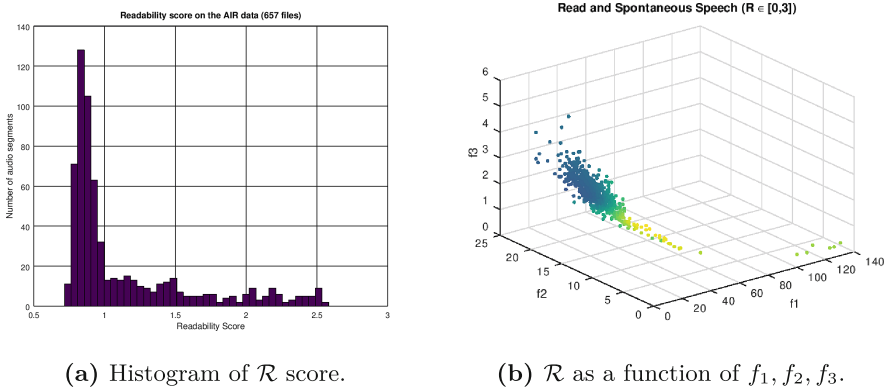 Readability score on the AIR data (657 files)
140
120
100
80
60
40
20
0
Number of audio segments
0.5 1 1.5 2 2.5 3
Readability Score
(a) Histogram of R score.
Read and Spontaneous Speech (R ∈ [0,3])
6
5
4
3
2
1
0
f3
25 20 15 10 5 0
f2
0 20 40 60 80 100 120 140
f1
(b) R as a function of f₁, f₂, f₃.